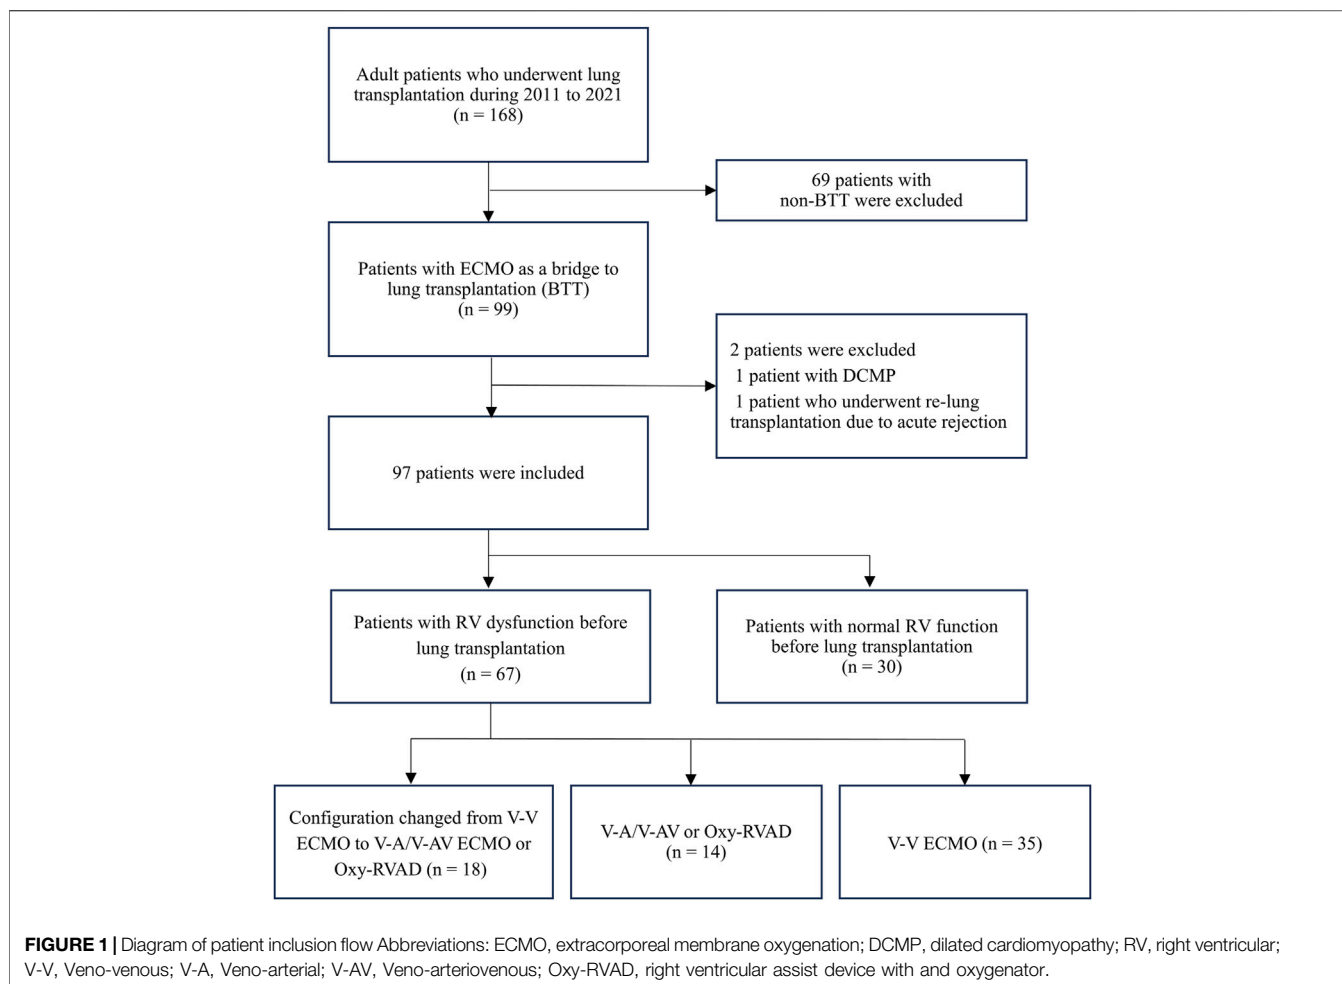 Adult patients who underwent lung
transplantation during 2011 to 2021
(n = 168)
69 patients with
non-BTT were excluded
Patients with ECMO as a bridge to
lung transplantation (BTT)
(n = 99)
2 patients were excluded
1 patient with DCMP
1 patient who underwent re-lung
transplantation due to acute rejection
97 patients were included
Patients with RV dysfunction before
lung transplantation
(n = 67)
Patients with normal RV function
before lung transplantation
(n = 30)
Configuration changed from V-V
ECMO to V-A/V-AV ECMO or
Oxy-RVAD (n = 18)
V-A/V-AV or Oxy-RVAD
(n = 14)
V-V ECMO (n = 35)
FIGURE 1 | Diagram of patient inclusion flow Abbreviations: ECMO, extracorporeal membrane oxygenation; DCMP, dilated cardiomyopathy; RV, right ventricular;
V-V, Veno-venous; V-A, Veno-arterial; V-AV, Veno-arteriovenous; Oxy-RVAD, right ventricular assist device with and oxygenator.